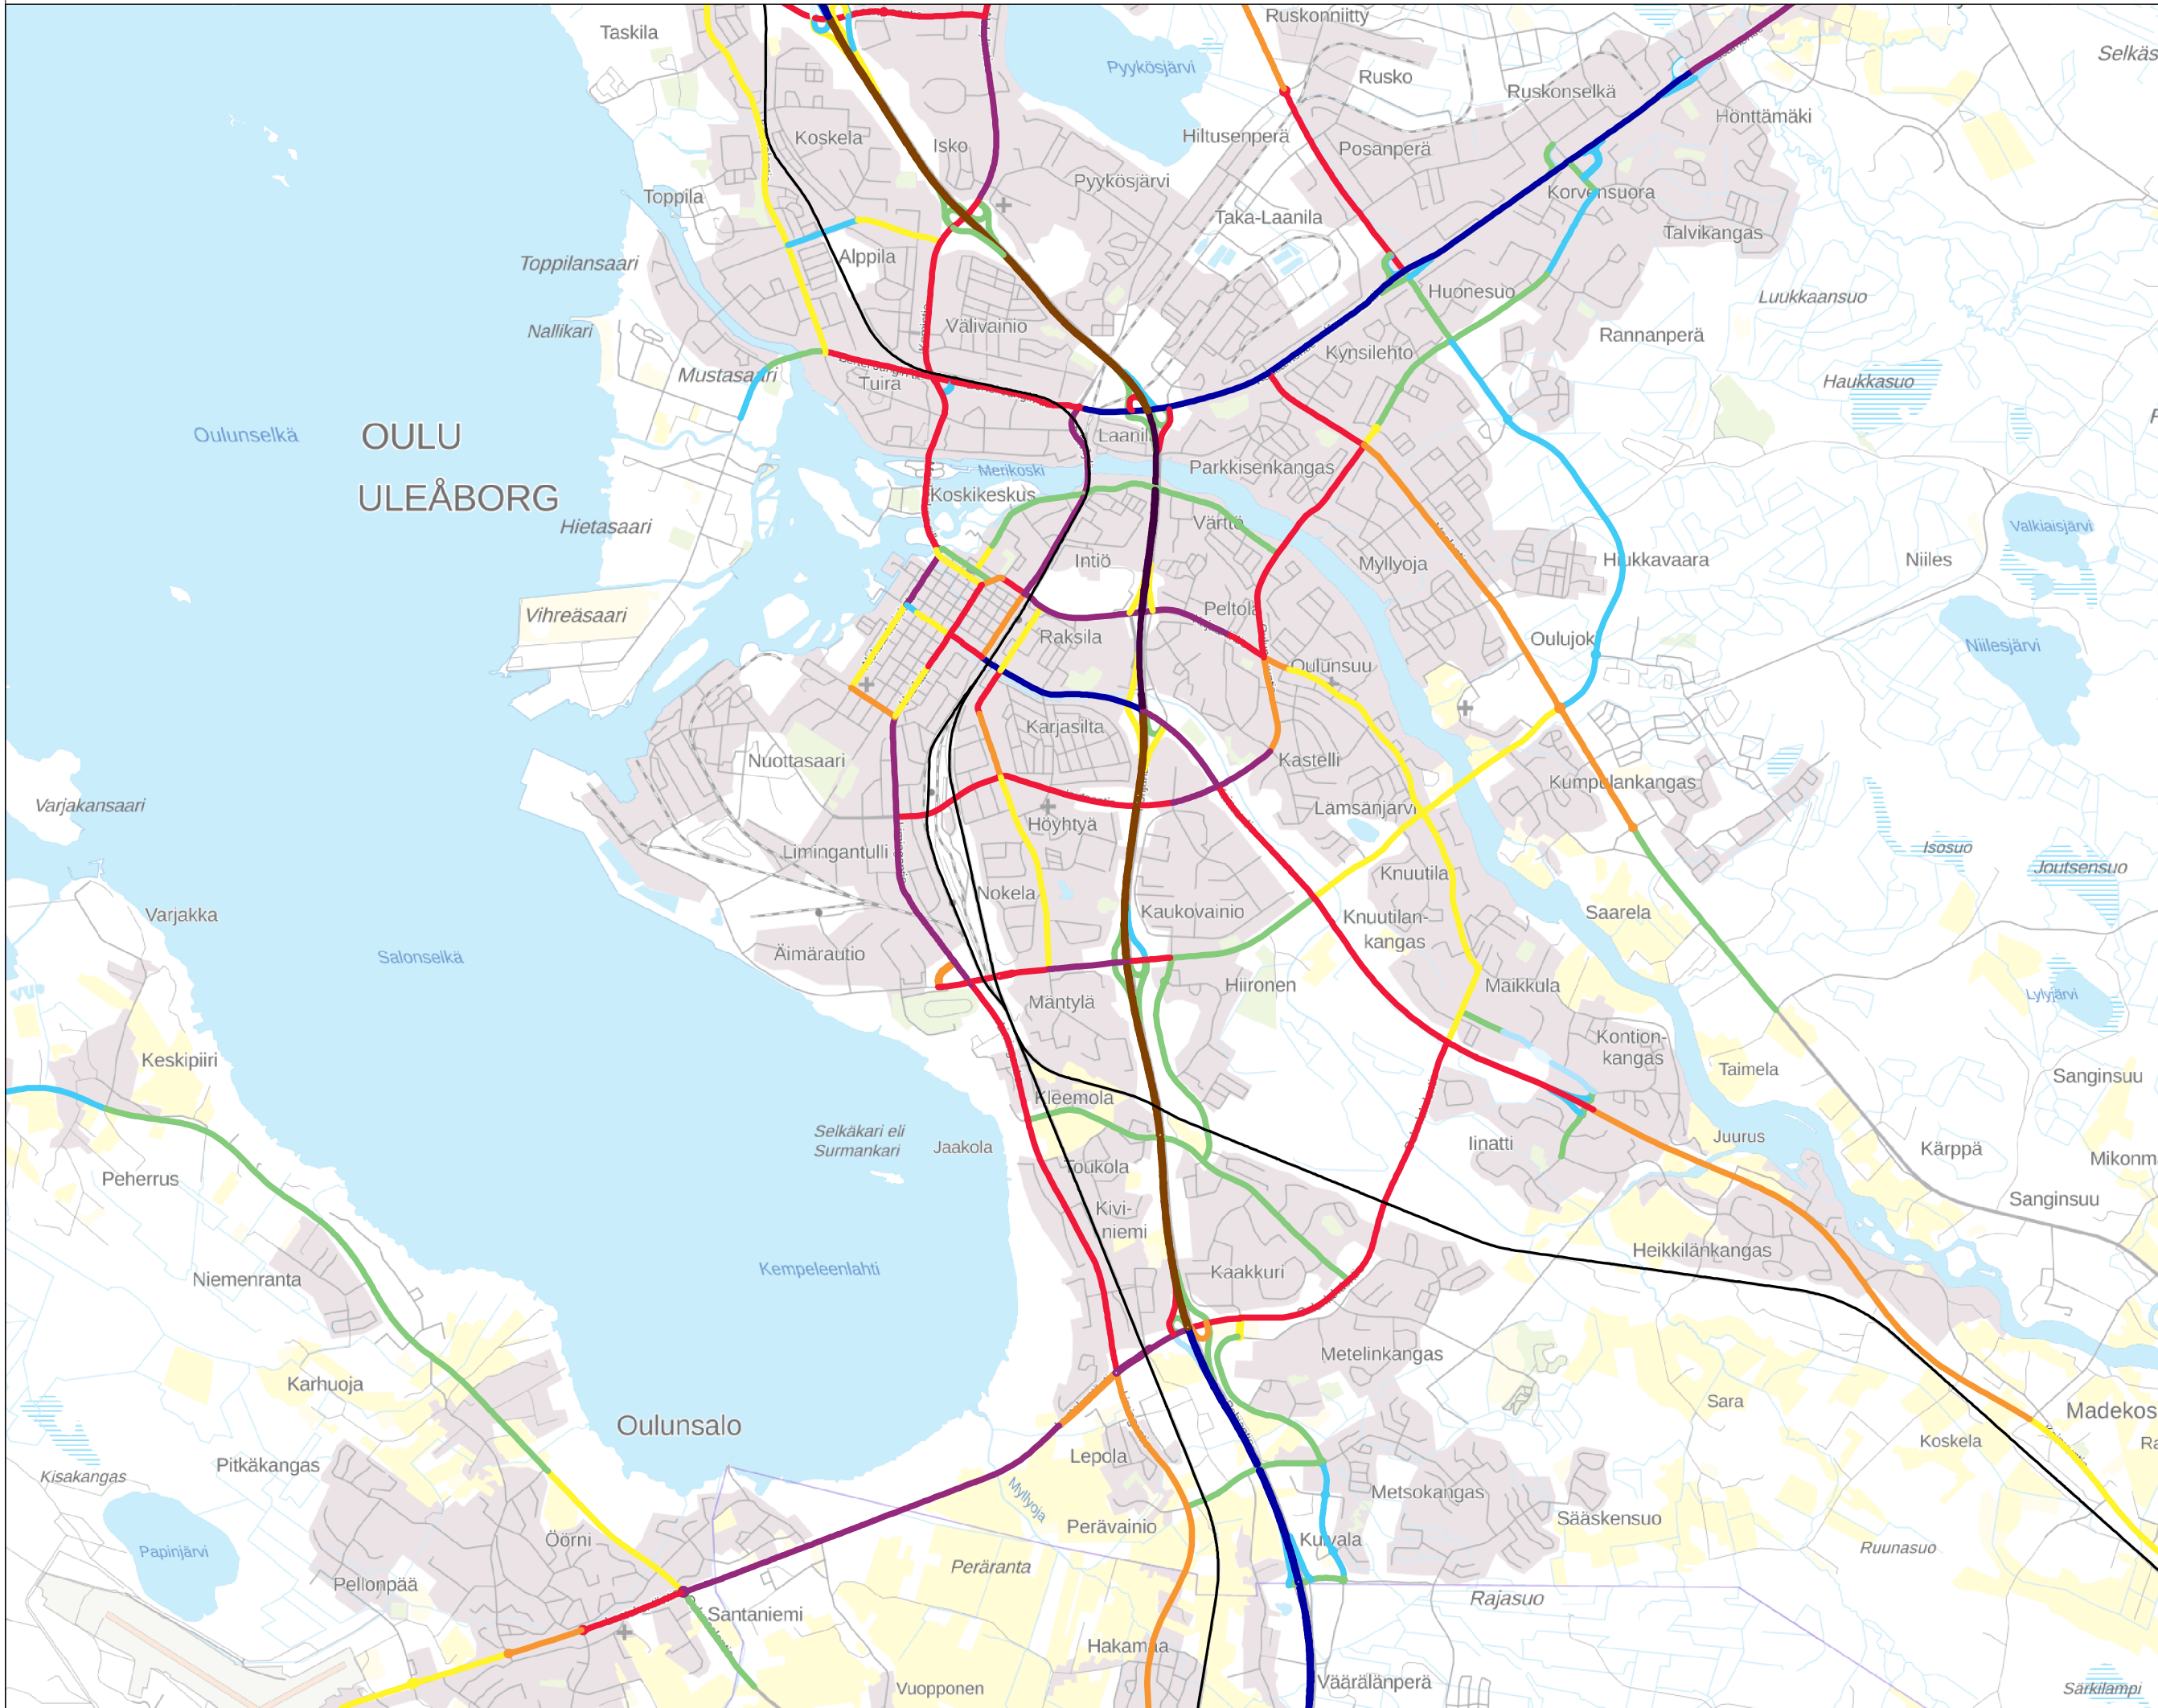 Ruskonniitty
Taskila
Selkäs
Pyykösjärvi
Rusko
Ruskonselkä
Hönttämäki
Koskela
Isko
Hiltusenperä
Posanperä
Pyykösjärvi
Korvensuora
Toppila
Taka-Laanila
Talvikangas
Toppilansaari
Alppila
Huonesuo
Luukkaansuo
Nallikari
Välivainio
Rannanperä
Kynsilehto
Mustasaari
Tuira
Haukkasuo
Oulunselkä
OULU
Laanila
Merikoski
Parkkisenkangas
ULEÅBORG
Koskikeskus
Hietasaari
Värttö
Valkiaisjärvi
Intiö
Myllyoja
Hiukkavaara
Niiles
Vihreäsaari
Peltola
Raksila
Oulujok
Niilesjärvi
Oulunsuu
Karjasilta
Nuottasaari
Kastelli
Kumpulankangas
Varjakansaari
Lämsänjärvi
Höyhtyä
Limingantulli
Isosuo
Joutsensuo
Knuutila
Nokela
Varjakka
Kaukovainio
Knuutilan-
kangas
Saarela
Salonselkä
Äimärautio
Hiironen
Maikkula
Mäntylä
Lylyjärvi
Kontion-
kangas
Keskipiiri
Taimela
Sanginsuu
Kleemola
Selkäkari eli
Surmankari
Jaakola
Iinatti
Juurus
Kärppä
Mikonm
Toukola
Peherrus
Sanginsuu
Kivi-
niemi
Kempeleenlahti
Kaakkuri
Heikkilänkangas
Niemenranta
Metelinkangas
Karhuoja
Sara
Oulunsalo
Madekos
Koskela
Pitkäkangas
Lepola
Kisakangas
Metsokangas
Myllyoja
Perävainio
Sääskensuo
Öörni
Kuivala
Ruunasuo
Papinjärvi
Peräranta
Pellonpää
Rajasuo
Santaniemi
Hakamaa
Vuopponen
Väärälänperä
Särkilampi